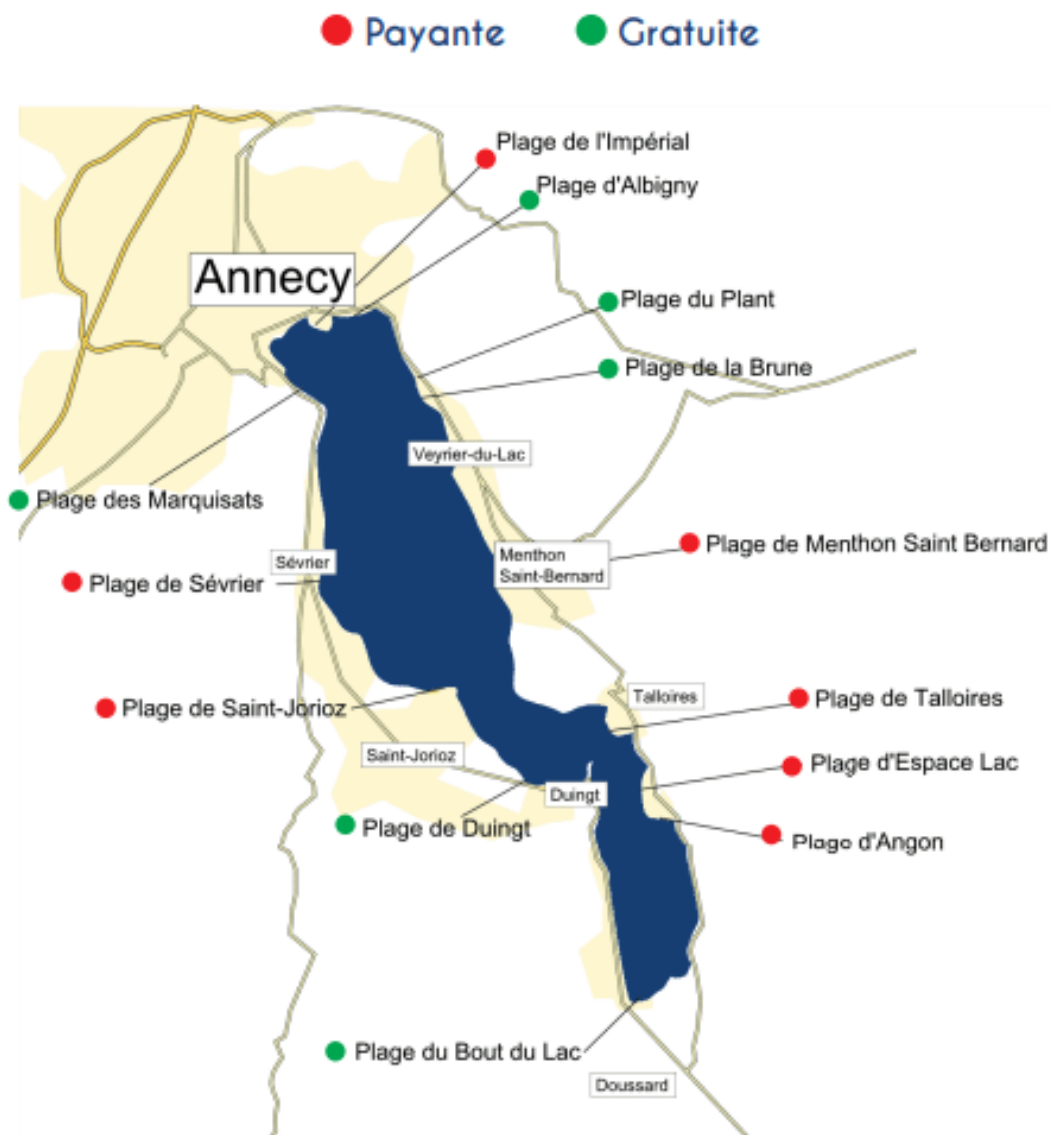 Payante
Gratuite
Plage de l'Impérial
Plage d'Albigny
Annecy
Plage du Plant
Plage de la Brune
Veyrier-du-Lac
Plage des Marquisats
Plage de Menthon Saint Bernard
Menthon
Saint-Bernard
Sévrier
Plage de Sévrier
Talloires
Plage de Talloires
Plage de Saint-Jorioz
Saint-Jorioz
Plage d'Espace Lac
Duingt
Plage de Duingt
Plage d'Angon
Plage du Bout du Lac
Doussard